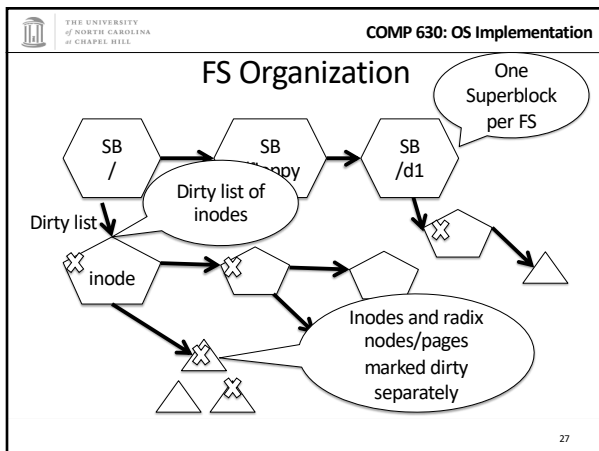 THE UNIVERSITY
of NORTH CAROLINA
at CHAPEL HILL
COMP 630: OS Implementation
FS Organization
One
Superblock
per FS
SB
/
SB
SB
/d1
Dirty list of
inodes
Dirty list
inode
Inodes and radix
nodes/pages
marked dirty
separately
27